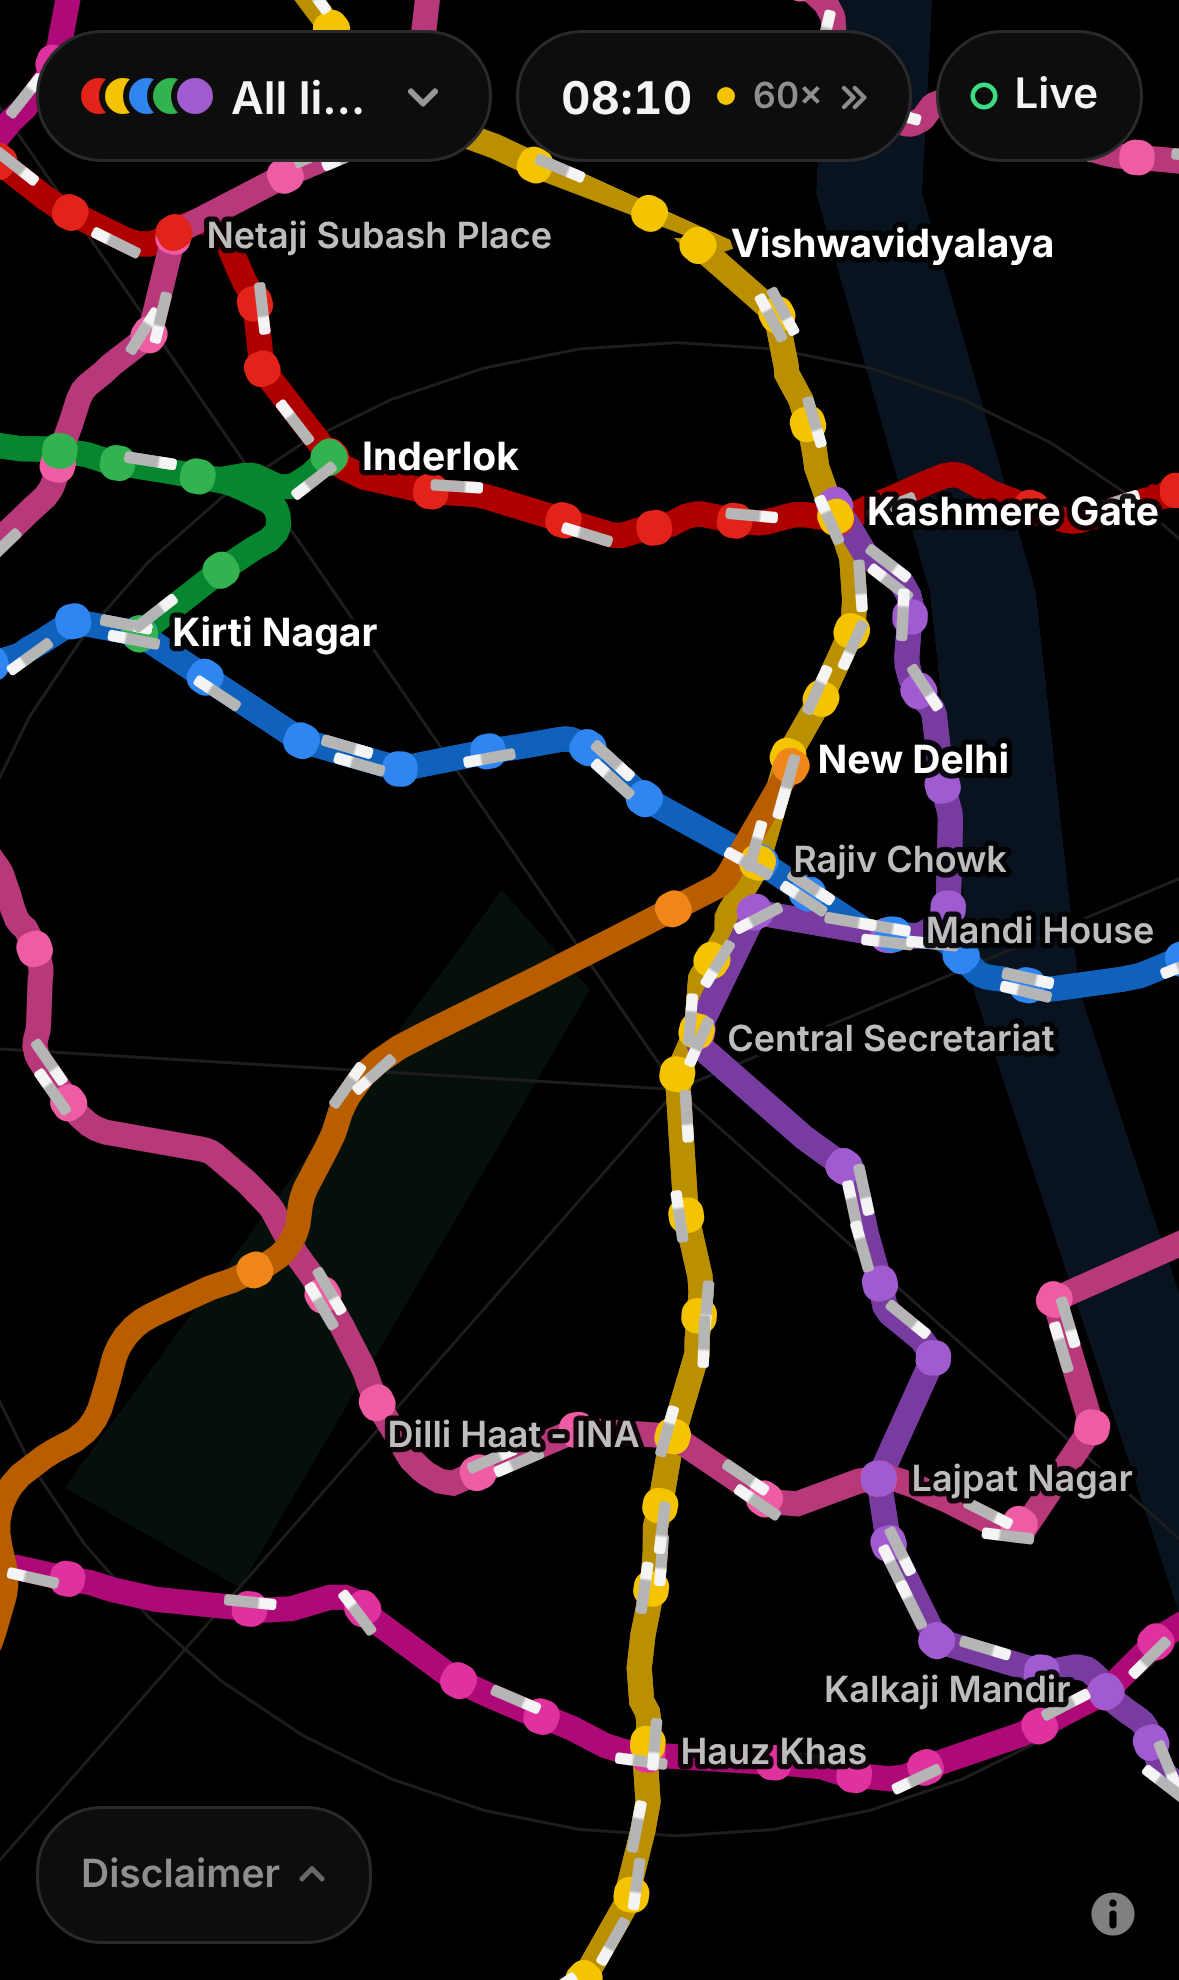 All li...
08:10 60×
Live
Netaji Subash Place
Vishwavidyalaya
Inderlok
Kashmere Gate
Kirti Nagar
New Delhi
Rajiv Chowk
Mandi House
Central Secretariat
Dilli Haat - INA
Lajpat Nagar
Kalkaji Mandir
Hauz Khas
Disclaimer